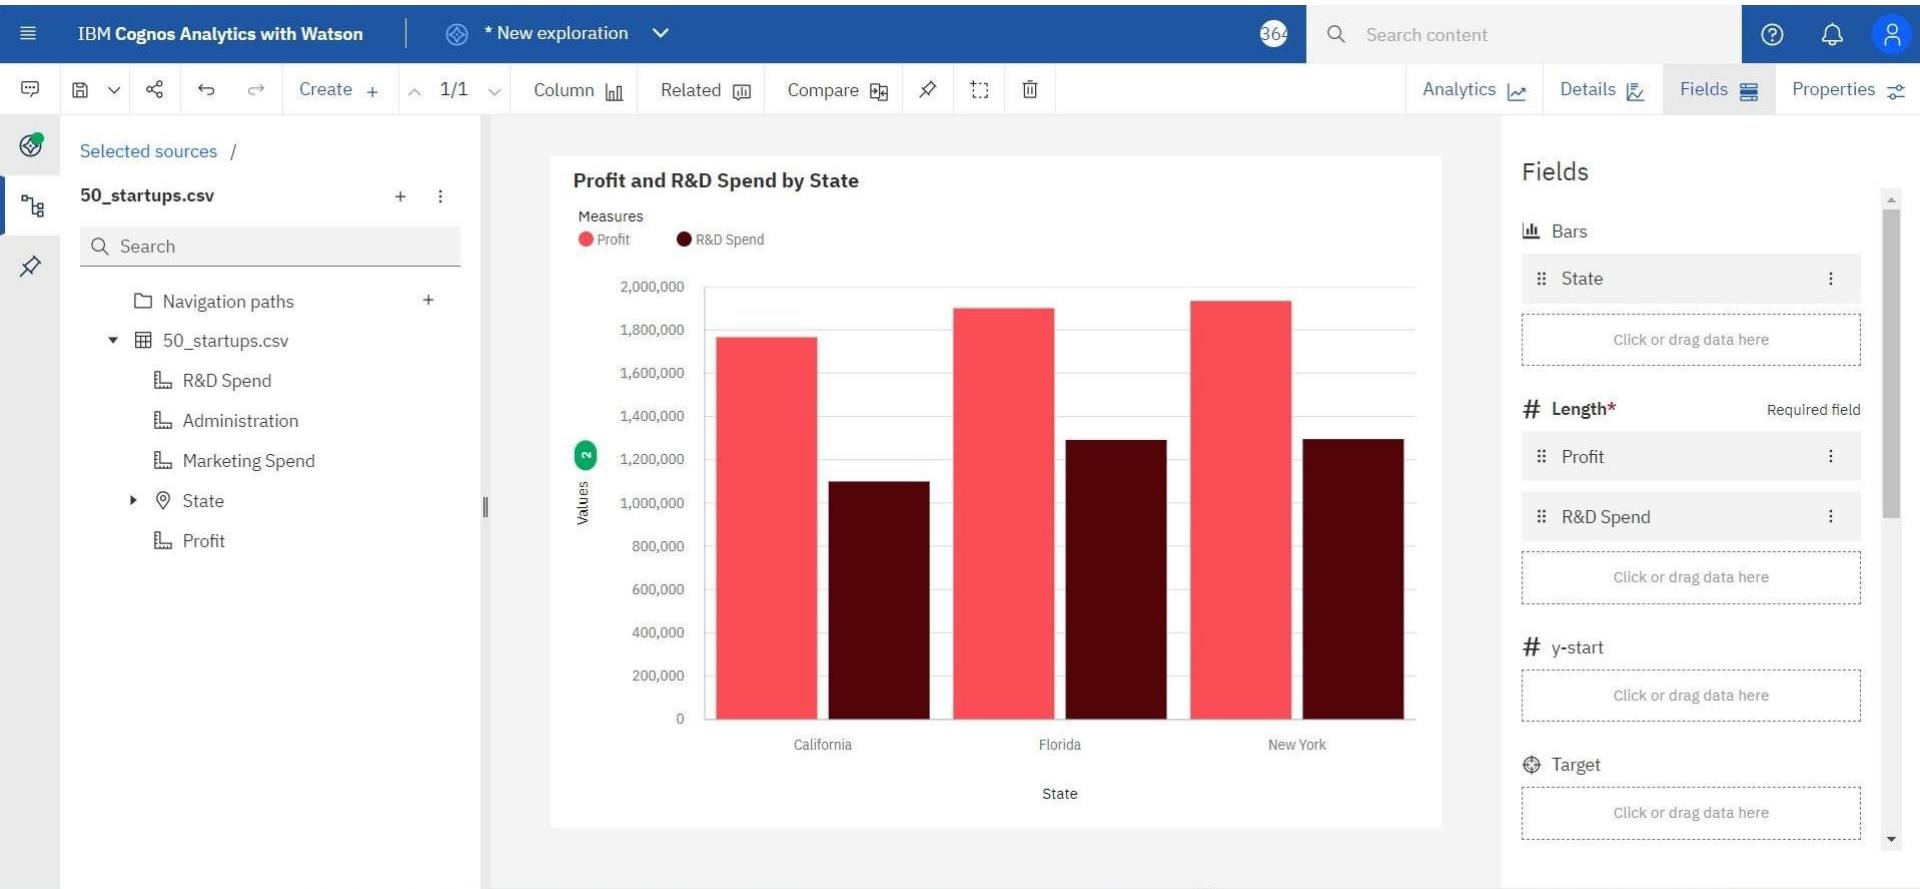 IBM Cognos Analytics with Watson
* New exploration
364
Search content
Create +
1/1
Column
Related
Compare
Analytics
Details
Fields
Properties
Selected sources /
50_startups.csv
Search
Navigation paths
50_startups.csv
R&D Spend
Administration
Marketing Spend
State
Profit
Profit and R&D Spend by State
Measures
Profit
R&D Spend
2,000,000
1,800,000
1,600,000
1,400,000
1,200,000
1,000,000
800,000
600,000
400,000
200,000
0
Values 2
California
Florida
New York
State
Fields
Bars
State
Click or drag data here
# Length* Required field
Profit
R&D Spend
Click or drag data here
# y-start
Click or drag data here
Target
Click or drag data here